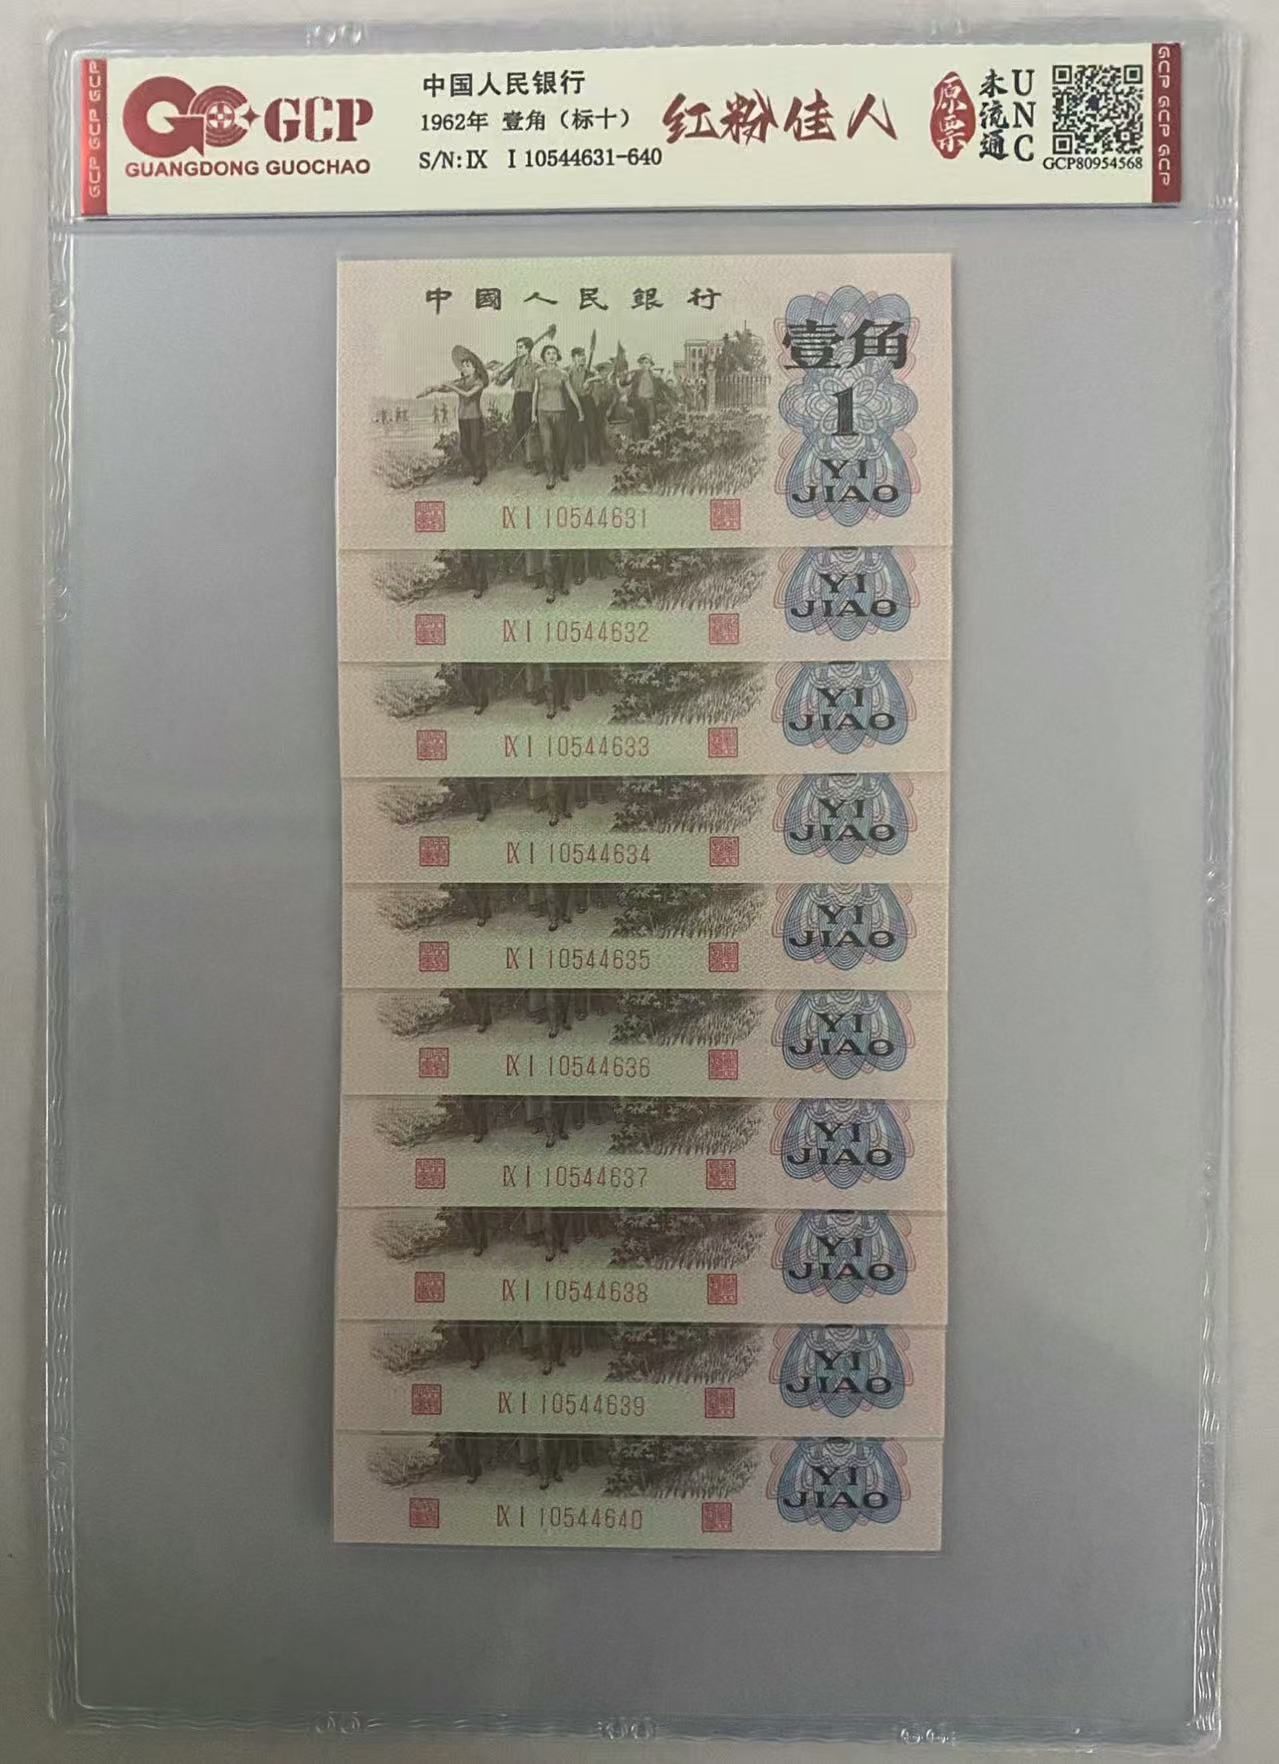 GCP GCP GCP
GCP
GUANGDONG GUOCHAO
中国人民银行
1962年 壹角（标十）
S/N:Ⅸ Ⅰ 10544631-640
红粉佳人
原票
未流通
UNC
GCP80954568
GCP GCP GCP
中國人民銀行
壹角
1
YI
JIAO
Ⅸ Ⅰ 10544631
YI
JIAO
Ⅸ Ⅰ 10544632
YI
JIAO
Ⅸ Ⅰ 10544633
YI
JIAO
Ⅸ Ⅰ 10544634
YI
JIAO
Ⅸ Ⅰ 10544635
YI
JIAO
Ⅸ Ⅰ 10544636
YI
JIAO
Ⅸ Ⅰ 10544637
YI
JIAO
Ⅸ Ⅰ 10544638
YI
JIAO
Ⅸ Ⅰ 10544639
YI
JIAO
Ⅸ Ⅰ 10544640